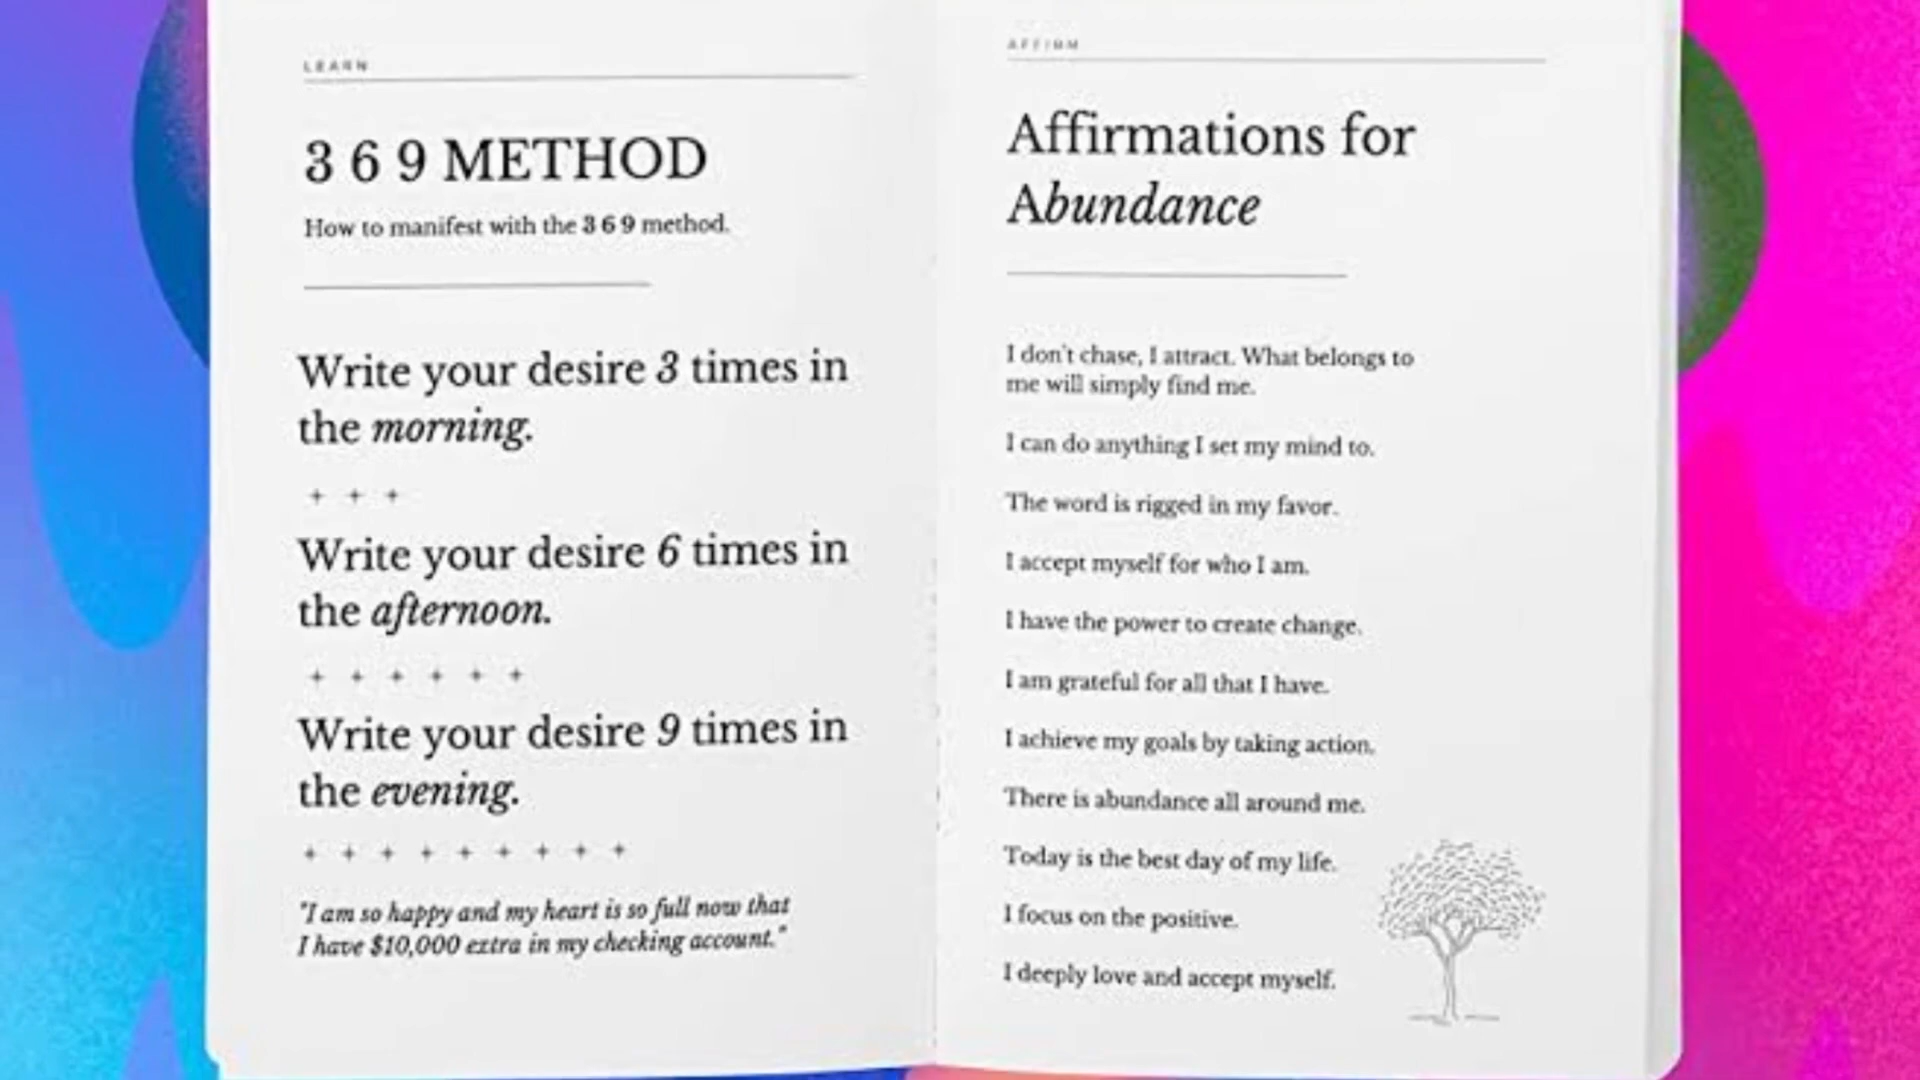 LEARN
3 6 9 METHOD
How to manifest with the 3 6 9 method.
Write your desire 3 times in
the morning.
Write your desire 6 times in
the afternoon.
Write your desire 9 times in
the evening.
"I am so happy and my heart is so full now that
I have $10,000 extra in my checking account."
AFFIRM
Affirmations for
Abundance
I don't chase, I attract. What belongs to
me will simply find me.
I can do anything I set my mind to.
The word is rigged in my favor.
I accept myself for who I am.
I have the power to create change.
I am grateful for all that I have.
I achieve my goals by taking action.
There is abundance all around me.
Today is the best day of my life.
I focus on the positive.
I deeply love and accept myself.